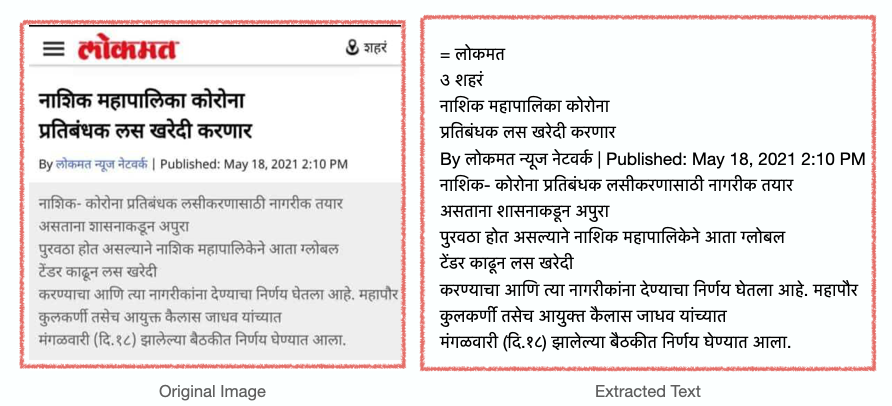 लोकमत
शहरं
नाशिक महापालिका कोरोना
प्रतिबंधक लस खरेदी करणार
By लोकमत न्यूज नेटवर्क | Published: May 18, 2021 2:10 PM
नाशिक- कोरोना प्रतिबंधक लसीकरणासाठी नागरीक तयार
असताना शासनाकडून अपुरा
पुरवठा होत असल्याने नाशिक महापालिकेने आता ग्लोबल
टेंडर काढून लस खरेदी
करण्याचा आणि त्या नागरीकांना देण्याचा निर्णय घेतला आहे. महापौर
कुलकर्णी तसेच आयुक्त कैलास जाधव यांच्यात
मंगळवारी (दि.१८) झालेल्या बैठकीत निर्णय घेण्यात आला.
Original Image
= लोकमत
३ शहरं
नाशिक महापालिका कोरोना
प्रतिबंधक लस खरेदी करणार
By लोकमत न्यूज नेटवर्क | Published: May 18, 2021 2:10 PM
नाशिक- कोरोना प्रतिबंधक लसीकरणासाठी नागरीक तयार
असताना शासनाकडून अपुरा
पुरवठा होत असल्याने नाशिक महापालिकेने आता ग्लोबल
टेंडर काढून लस खरेदी
करण्याचा आणि त्या नागरीकांना देण्याचा निर्णय घेतला आहे. महापौर
कुलकर्णी तसेच आयुक्त कैलास जाधव यांच्यात
मंगळवारी (दि.१८) झालेल्या बैठकीत निर्णय घेण्यात आला.
Extracted Text